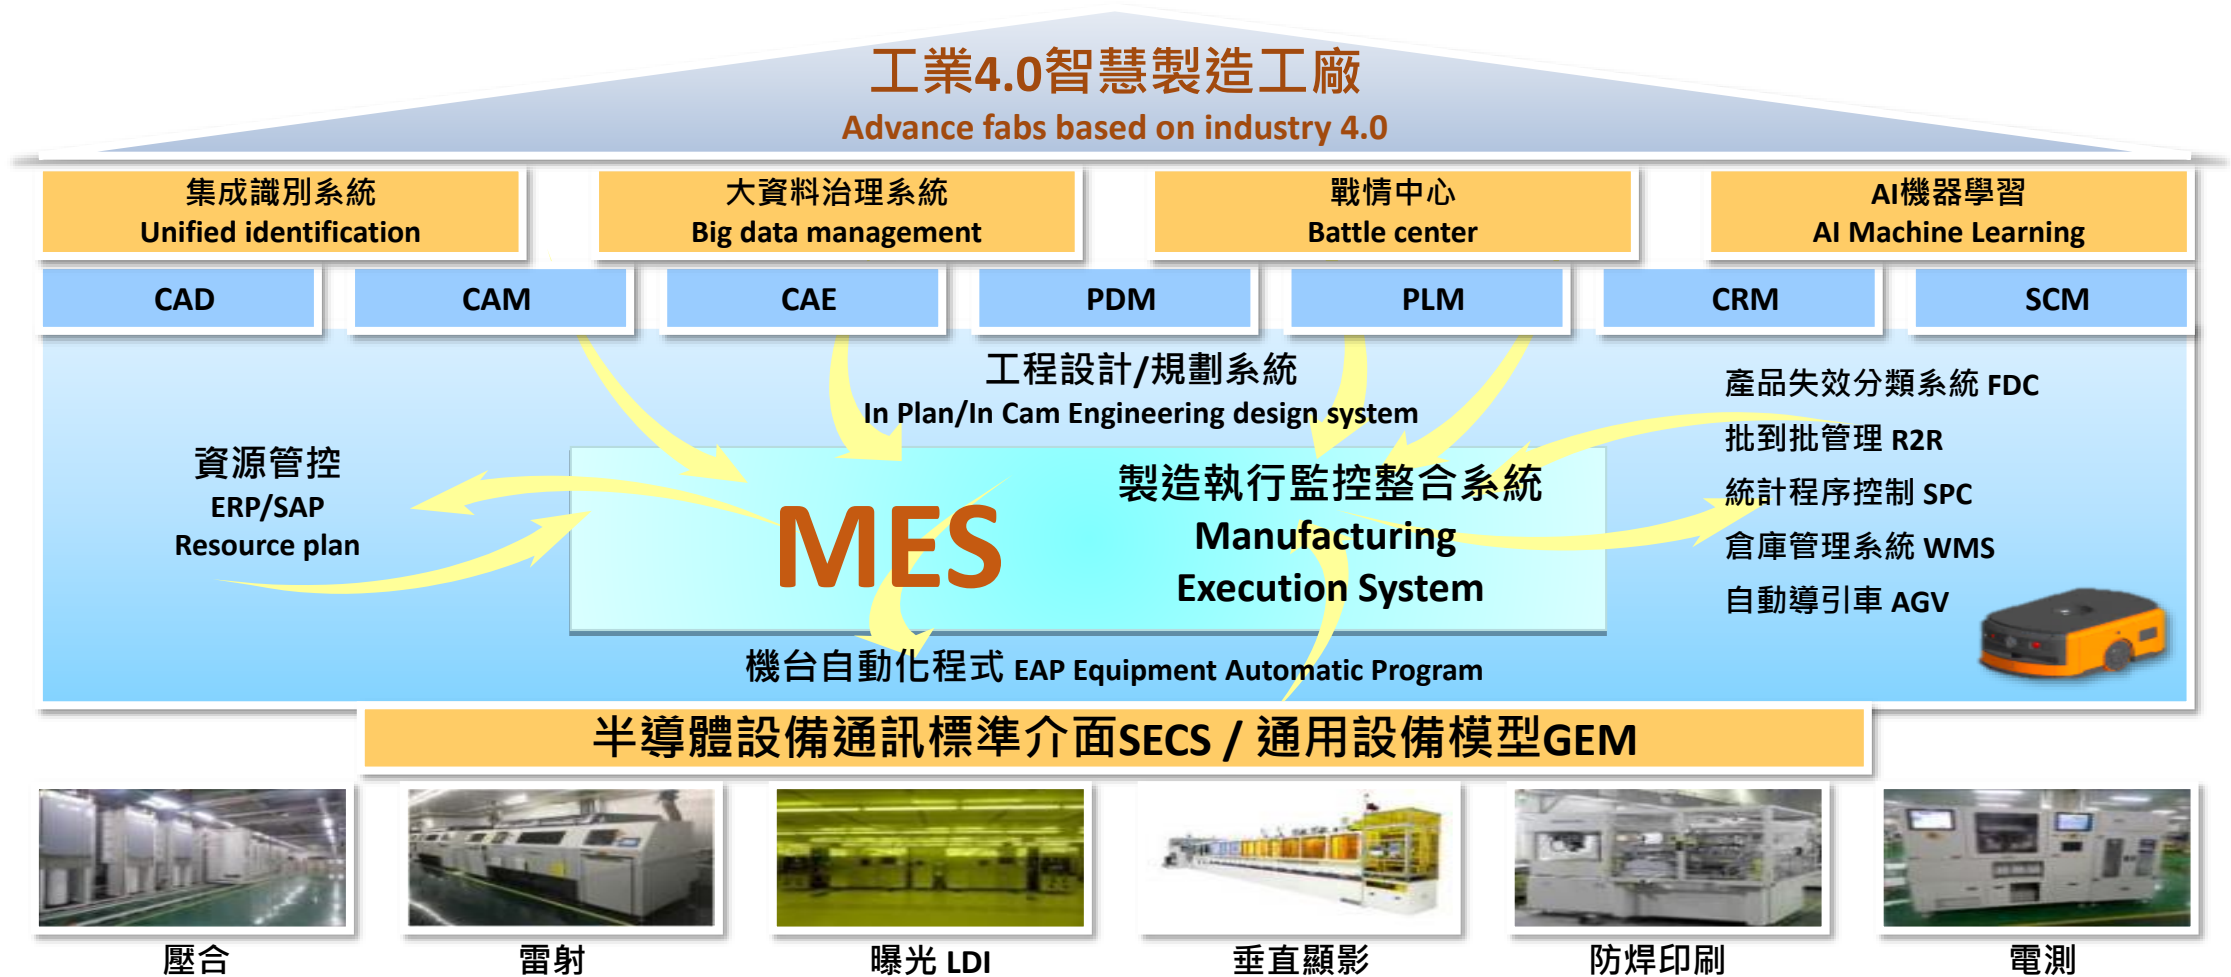 工業4.0智慧製造工廠
Advance fabs based on industry 4.0
集成識別系統
Unified identification
大資料治理系統
Big data management
戰情中心
Battle center
AI機器學習
AI Machine Learning
CAD
CAM
CAE
PDM
PLM
CRM
SCM
工程設計/規劃系統
In Plan/In Cam Engineering design system
資源管控
ERP/SAP
Resource plan
MES
製造執行監控整合系統
Manufacturing
Execution System
產品失效分類系統 FDC
批到批管理 R2R
統計程序控制 SPC
倉庫管理系統 WMS
自動導引車 AGV
機台自動化程式 EAP Equipment Automatic Program
半導體設備通訊標準介面SECS / 通用設備模型GEM
壓合
雷射
曝光 LDI
垂直顯影
防焊印刷
電測